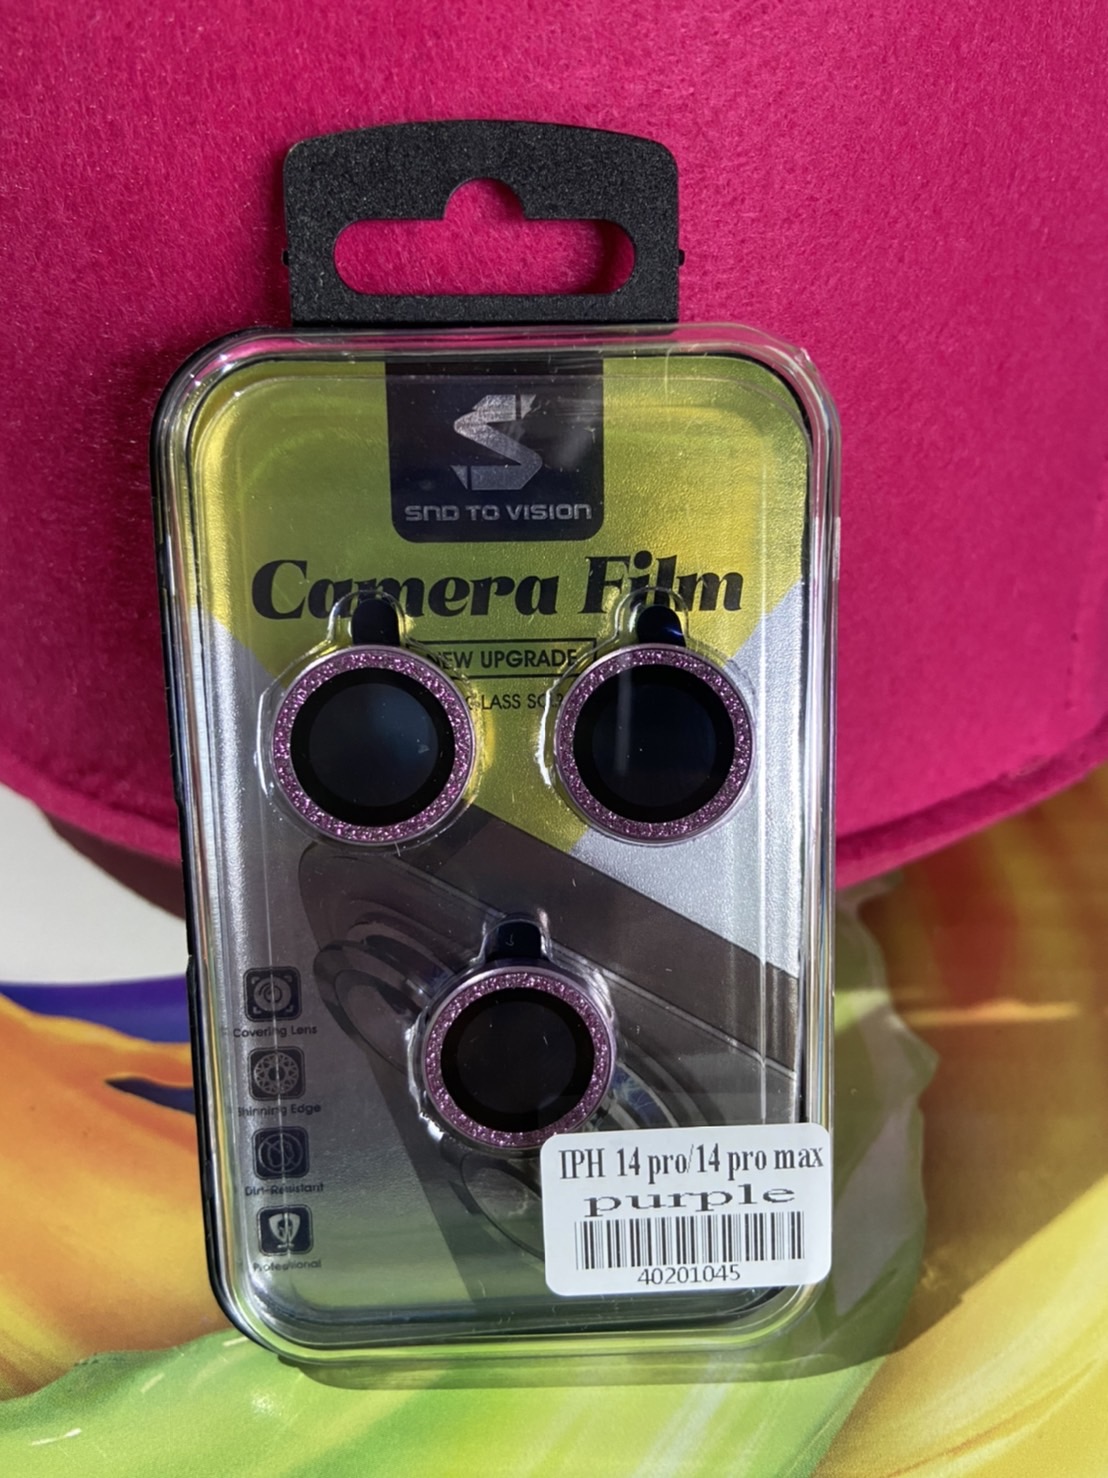 SND TO VISION
Camera Film
NEW UPGRADE
GLASS
Covering Lens
Shinning Edge
Dirt-Resistant
Professional
IPH 14 pro/14 pro max
purple
40201045